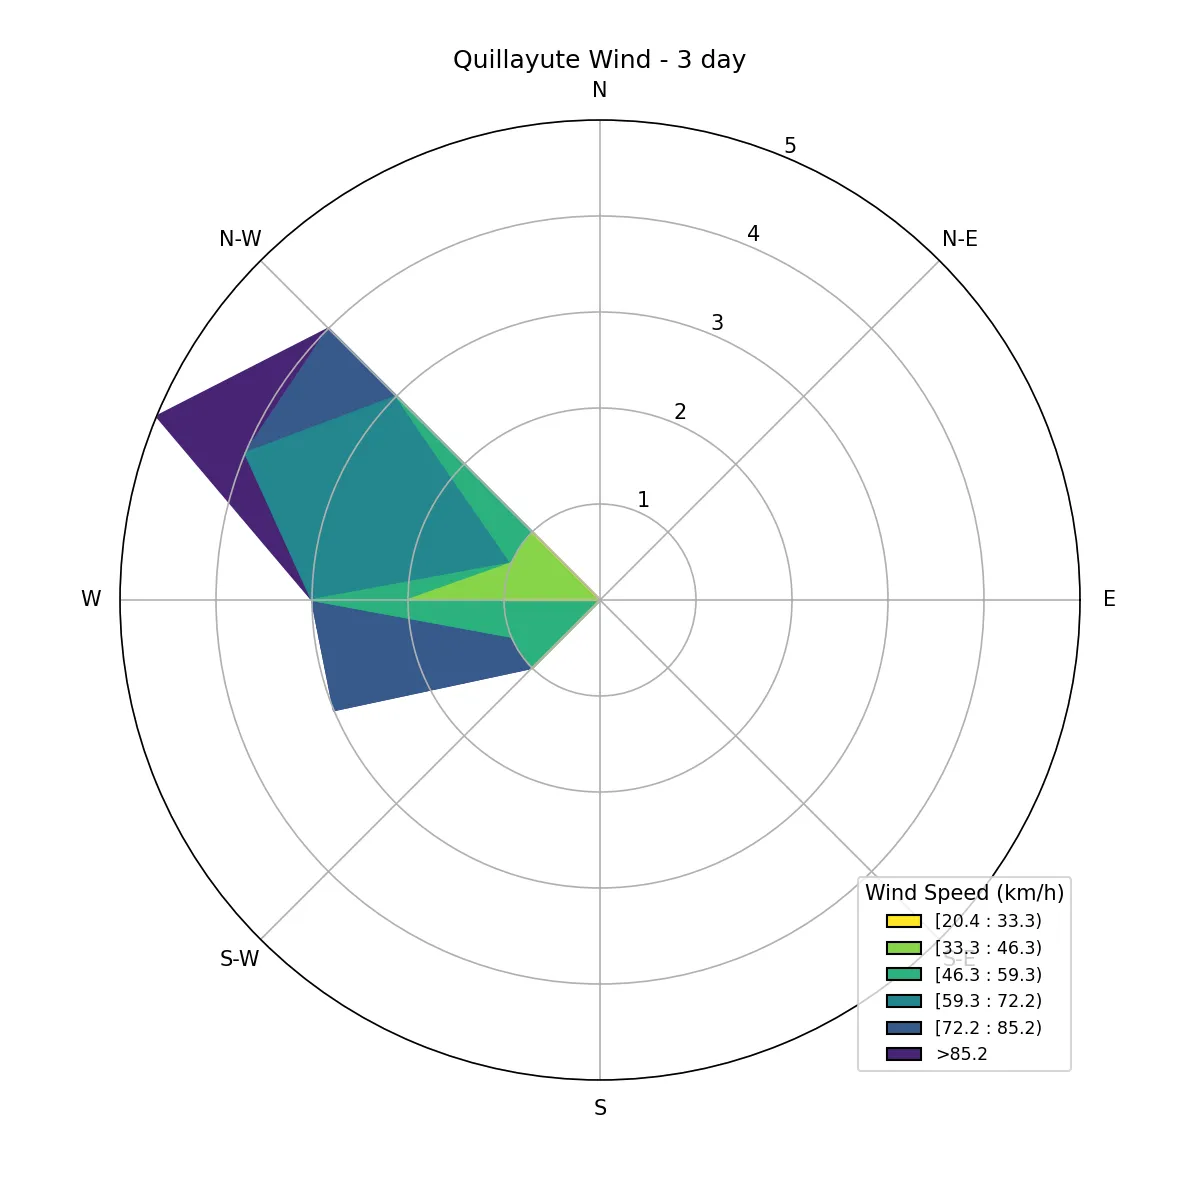 Quillayute Wind - 3 day
N
5
N-W
N-E
4
3
2
1
W
E
S-W
S-E
S
Wind Speed (km/h)
[20.4 : 33.3)
[33.3 : 46.3)
[46.3 : 59.3)
[59.3 : 72.2)
[72.2 : 85.2)
>85.2